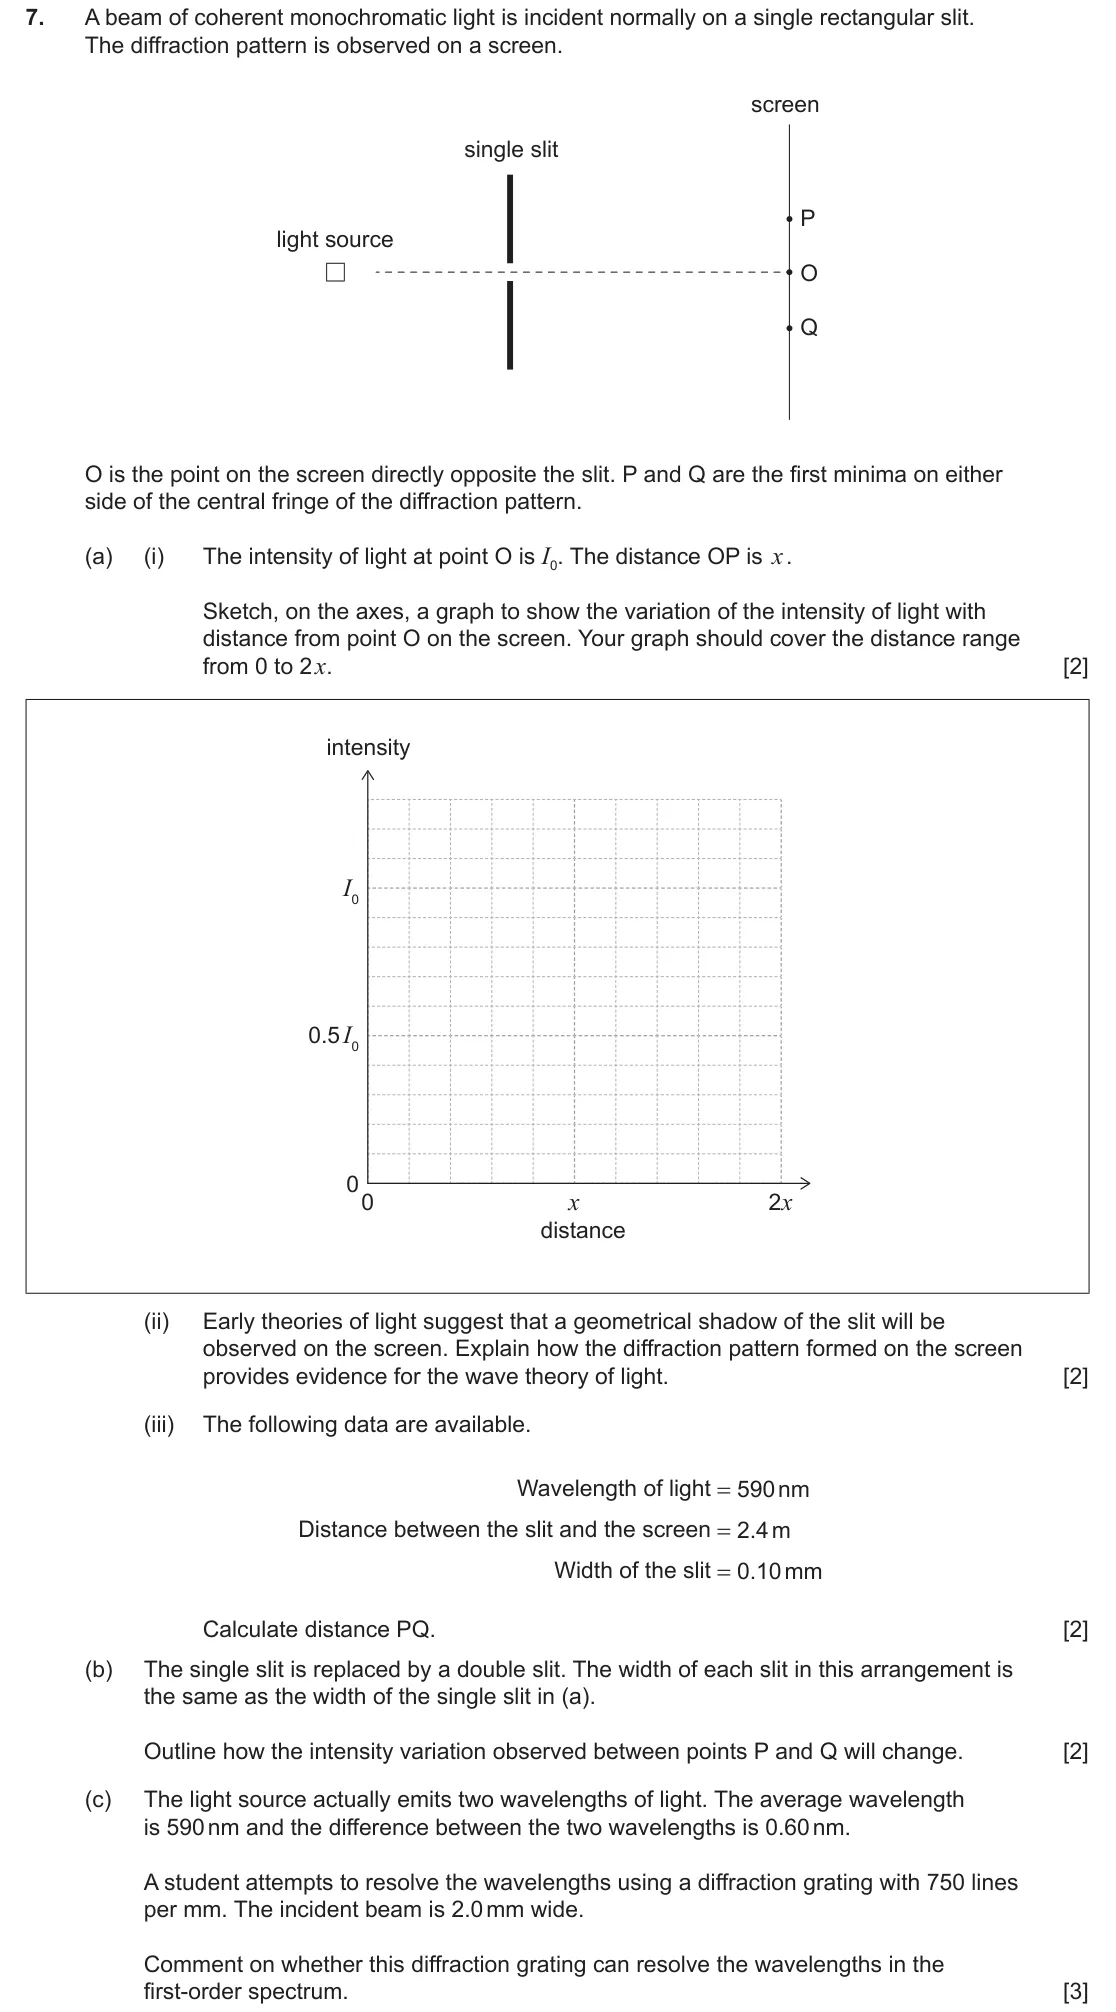 7. A beam of coherent monochromatic light is incident normally on a single rectangular slit.
The diffraction pattern is observed on a screen.
screen
single slit
P
light source
O
Q
O is the point on the screen directly opposite the slit. P and Q are the first minima on either
side of the central fringe of the diffraction pattern.
(a) (i) The intensity of light at point O is I₀. The distance OP is x.
Sketch, on the axes, a graph to show the variation of the intensity of light with
distance from point O on the screen. Your graph should cover the distance range
from 0 to 2x. [2]
intensity
I₀
0.5I₀
0
0 x 2x
distance
(ii) Early theories of light suggest that a geometrical shadow of the slit will be
observed on the screen. Explain how the diffraction pattern formed on the screen
provides evidence for the wave theory of light. [2]
(iii) The following data are available.
Wavelength of light = 590 nm
Distance between the slit and the screen = 2.4 m
Width of the slit = 0.10 mm
Calculate distance PQ. [2]
(b) The single slit is replaced by a double slit. The width of each slit in this arrangement is
the same as the width of the single slit in (a).
Outline how the intensity variation observed between points P and Q will change. [2]
(c) The light source actually emits two wavelengths of light. The average wavelength
is 590 nm and the difference between the two wavelengths is 0.60 nm.
A student attempts to resolve the wavelengths using a diffraction grating with 750 lines
per mm. The incident beam is 2.0 mm wide.
Comment on whether this diffraction grating can resolve the wavelengths in the
first-order spectrum. [3]